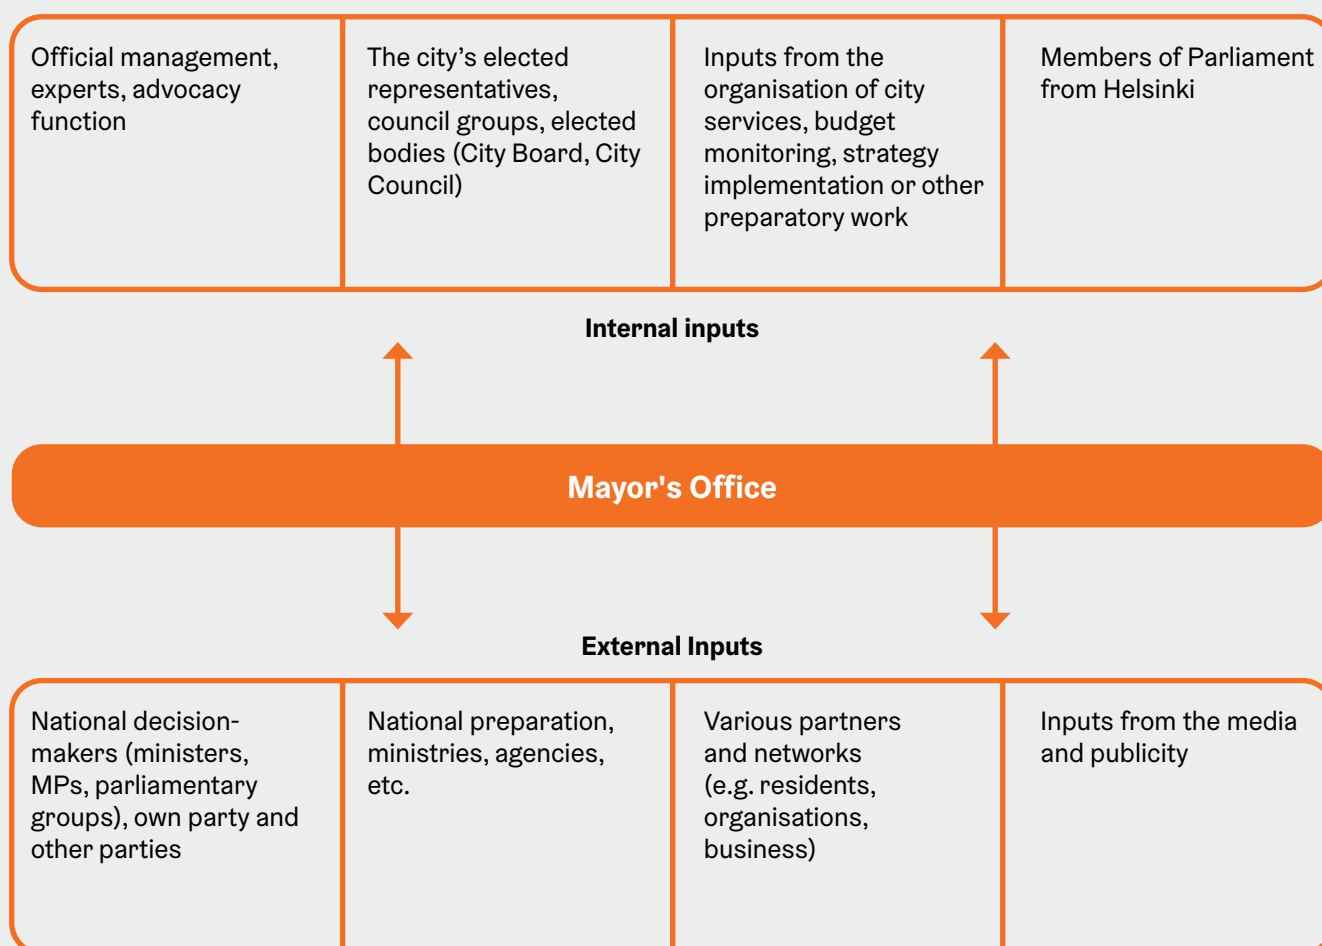 Official management,
experts, advocacy
function
The city’s elected
representatives,
council groups, elected
bodies (City Board, City
Council)
Inputs from the
organisation of city
services, budget
monitoring, strategy
implementation or other
preparatory work
Members of Parliament
from Helsinki
Internal inputs
Mayor's Office
External Inputs
National decision-
makers (ministers,
MPs, parliamentary
groups), own party and
other parties
National preparation,
ministries, agencies,
etc.
Various partners
and networks
(e.g. residents,
organisations,
business)
Inputs from the media
and publicity